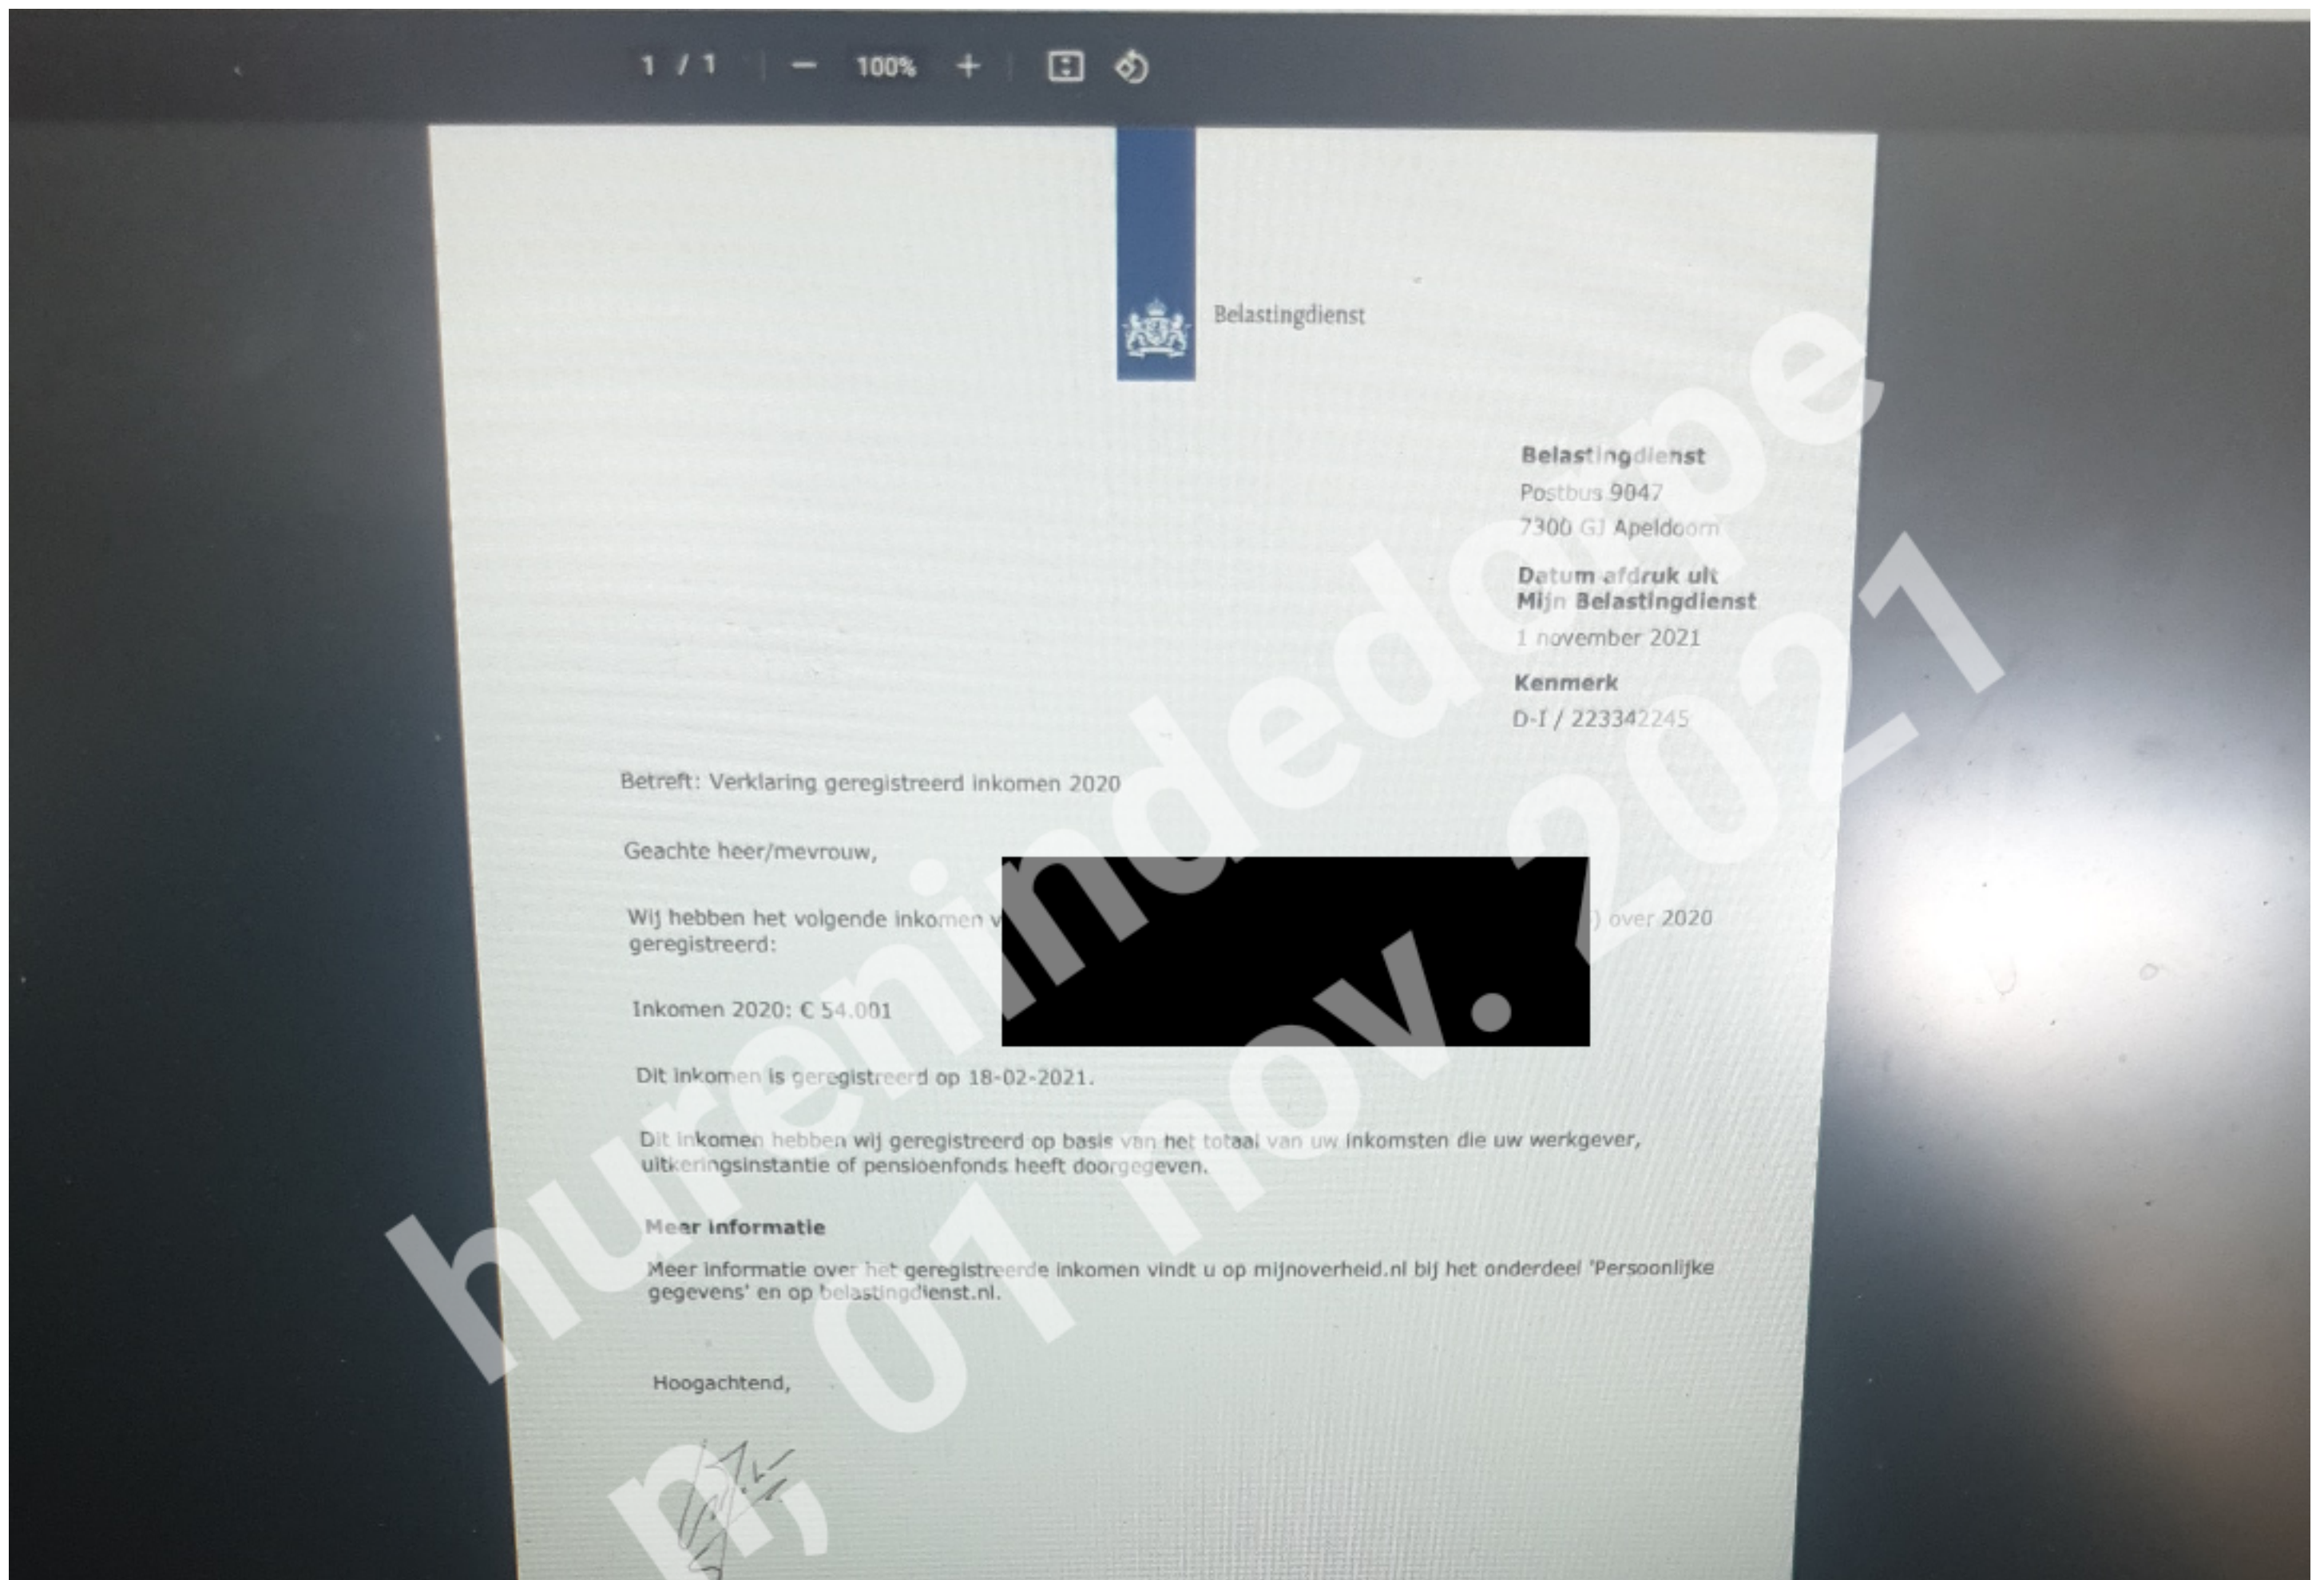 1 / 1 — 100% +
Belastingdienst
Belastingdienst
Postbus 9047
7300 GJ Apeldoorn
Datum afdruk uit
Mijn Belastingdienst
1 november 2021
Kenmerk
D-I / 223342245
Betreft: Verklaring geregistreerd inkomen 2020
Geachte heer/mevrouw,
Wij hebben het volgende inkomen v ) over 2020
geregistreerd:
Inkomen 2020: € 54.001
Dit inkomen is geregistreerd op 18-02-2021.
Dit inkomen hebben wij geregistreerd op basis van het totaal van uw inkomsten die uw werkgever,
uitkeringsinstantie of pensioenfonds heeft doorgegeven.
Meer informatie
Meer informatie over het geregistreerde inkomen vindt u op mijnoverheid.nl bij het onderdeel 'Persoonlijke
gegevens' en op belastingdienst.nl.
Hoogachtend,
hurenindedorpe
n, 01 nov. 2021